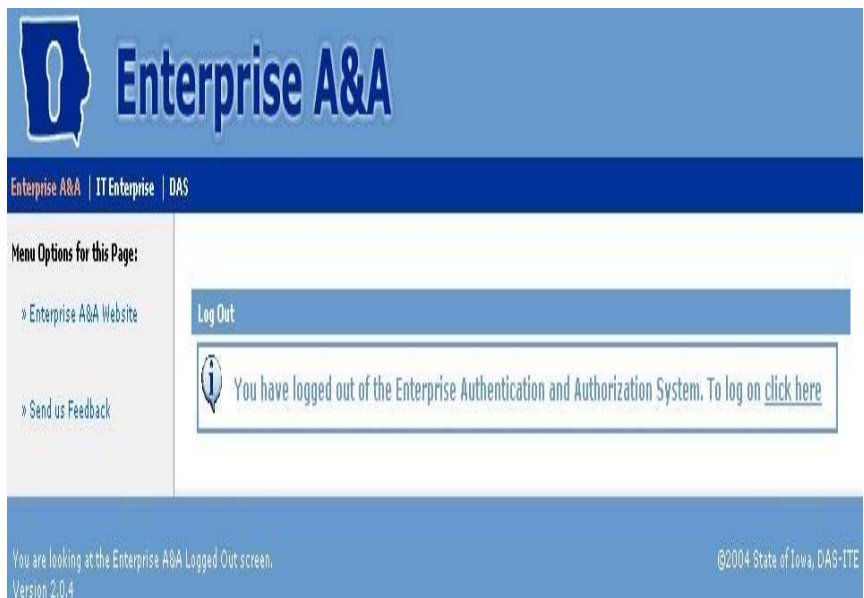 Enterprise A&A
Enterprise A&A | IT Enterprise | DAS
Menu Options for this Page:
» Enterprise A&A Website
» Send us Feedback
Log Out
You have logged out of the Enterprise Authentication and Authorization System. To log on click here
You are looking at the Enterprise A&A Logged Out screen.
Version 2.0.4
@2004 State of Iowa, DAS-ITE